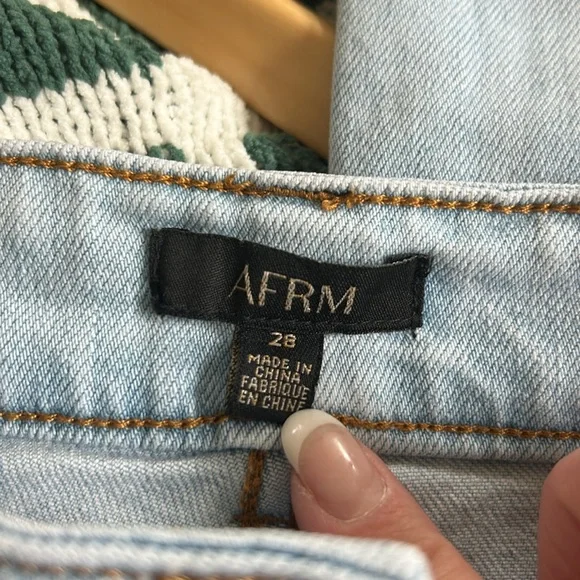 AFRM
28
MADE IN
CHINA
FABRIQUE
EN CHINE